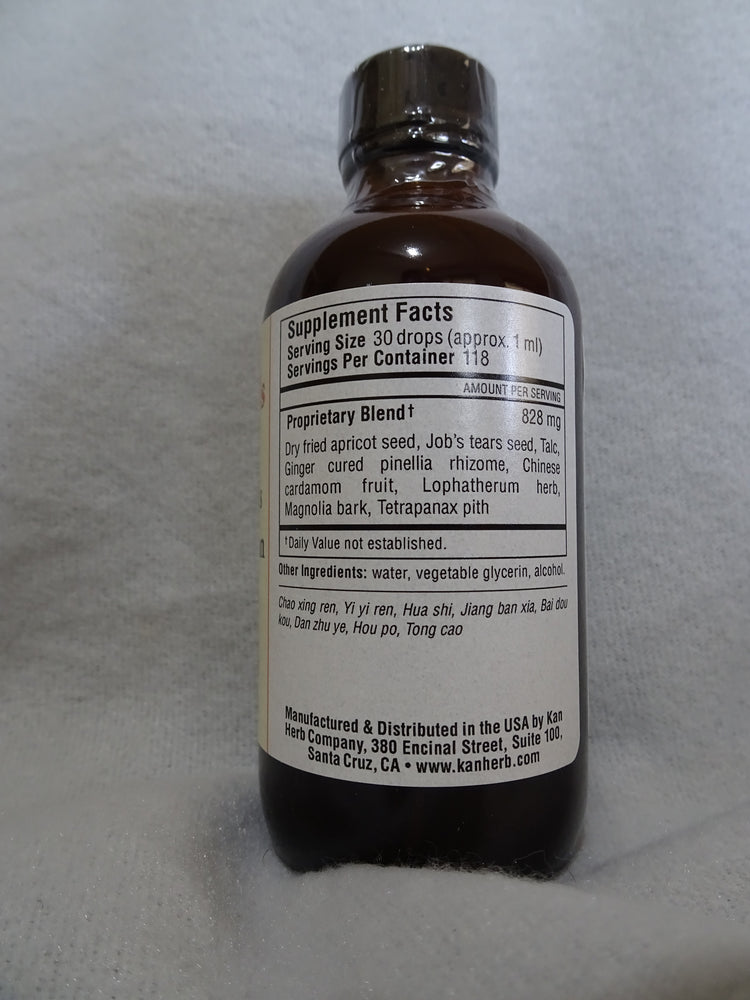 Supplement Facts
Serving Size 30 drops (approx. 1 ml)
Servings Per Container 118
AMOUNT PER SERVING
Proprietary Blend† 828 mg
Dry fried apricot seed, Job's tears seed, Talc,
Ginger cured pinellia rhizome, Chinese
cardamom fruit, Lophatherum herb,
Magnolia bark, Tetrapanax pith
†Daily Value not established.
Other Ingredients: water, vegetable glycerin, alcohol.
Chao xing ren, Yi yi ren, Hua shi, Jiang ban xia, Bai dou
kou, Dan zhu ye, Hou po, Tong cao
Manufactured & Distributed in the USA by Kan
Herb Company, 380 Encinal Street, Suite 100,
Santa Cruz, CA • www.kanherb.com